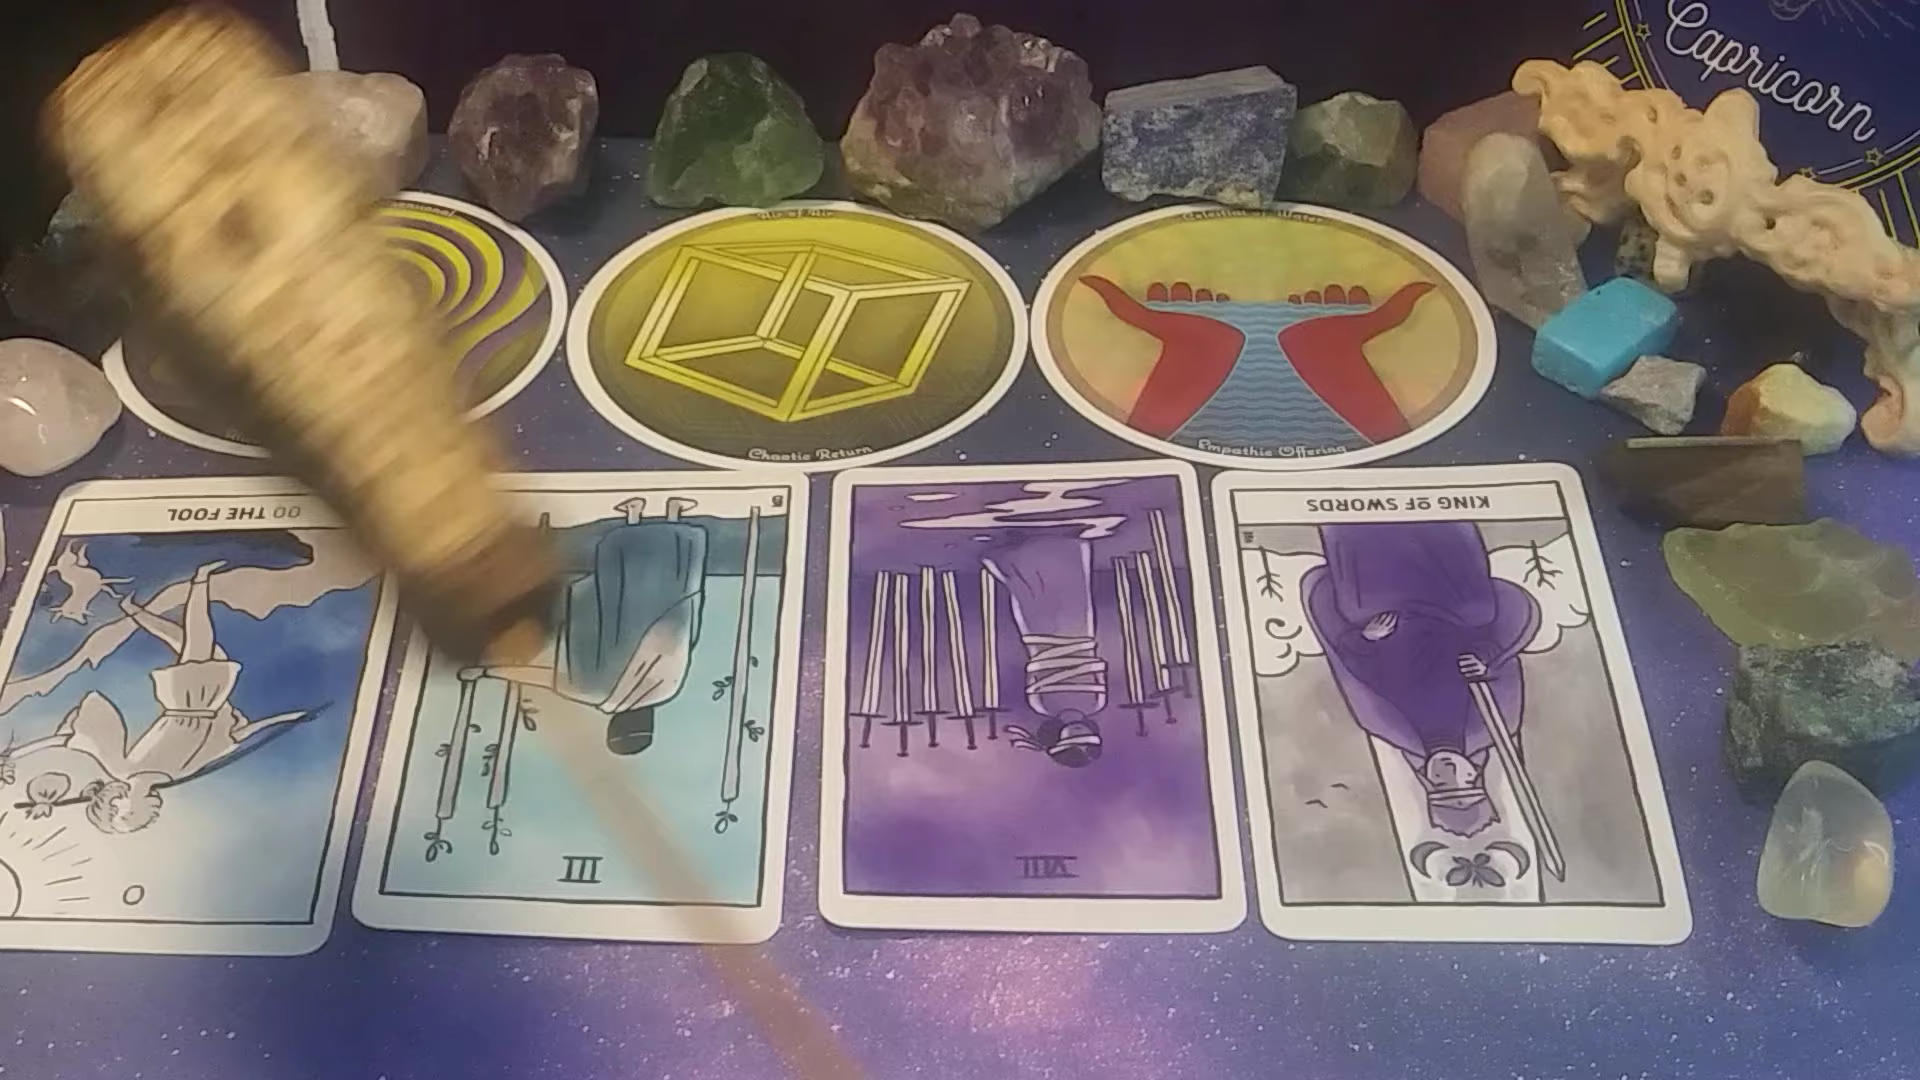 Capricorn
Air of Air
Celestial of Water
Chaotic Return
Empathic Offering
00 THE FOOL
KING OF SWORDS
III
VIII